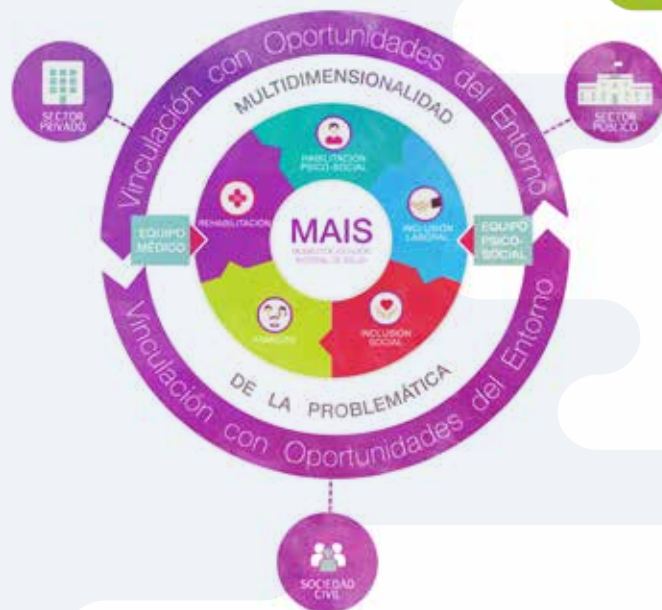 Vinculación con Oportunidades del Entorno
SECTOR
PRIVADO
SECTOR
PÚBLICO
MULTIDIMENSIONALIDAD
HABILITACIÓN
PSICO-SOCIAL
REHABILITACIÓN
INCLUSIÓN
LABORAL
EQUIPO
MÉDICO
EQUIPO
PSICO-
SOCIAL
MAIS
INCLUSIÓN
SOCIAL
DE LA PROBLEMÁTICA
Vinculación con Oportunidades del Entorno
SOCIEDAD
CIVIL